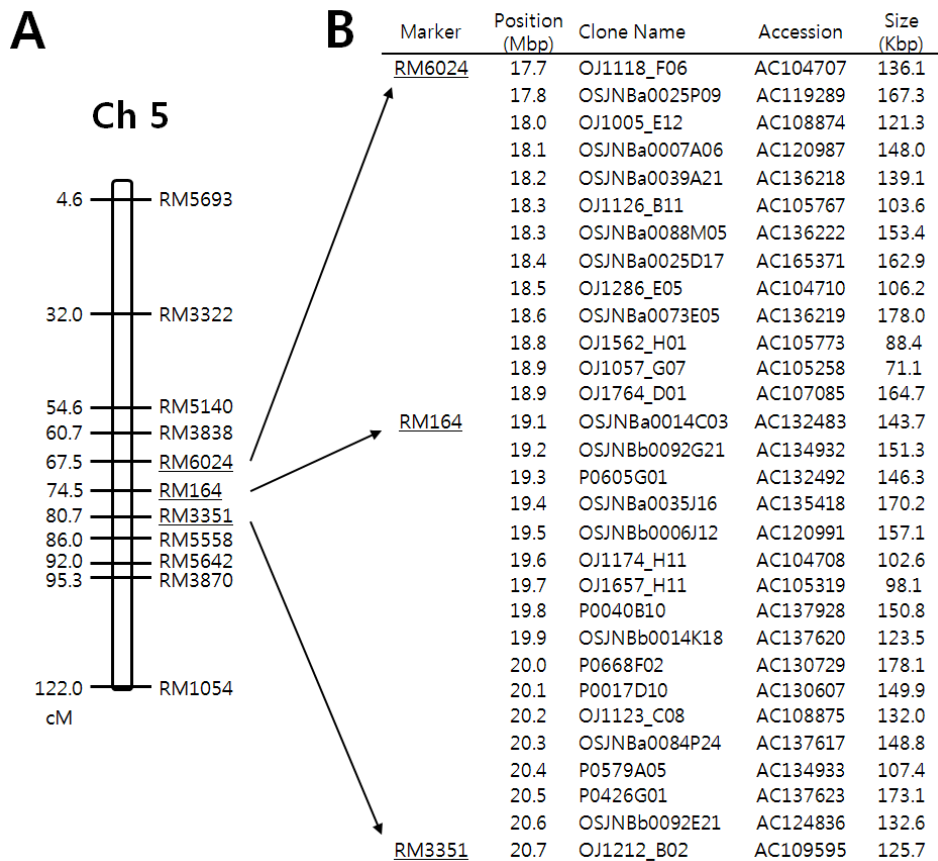 A
Ch 5
4.6 RM5693
32.0 RM3322
54.6 RM5140
60.7 RM3838
67.5 RM6024
74.5 RM164
80.7 RM3351
86.0 RM5558
92.0 RM5642
95.3 RM3870
122.0 RM1054
cM
B
Marker Position (Mbp) Clone Name Accession Size (Kbp)
RM6024 17.7 OJ1118_F06 AC104707 136.1
17.8 OSJNBa0025P09 AC119289 167.3
18.0 OJ1005_E12 AC108874 121.3
18.1 OSJNBa0007A06 AC120987 148.0
18.2 OSJNBa0039A21 AC136218 139.1
18.3 OJ1126_B11 AC105767 103.6
18.3 OSJNBa0088M05 AC136222 153.4
18.4 OSJNBa0025D17 AC165371 162.9
18.5 OJ1286_E05 AC104710 106.2
18.6 OSJNBa0073E05 AC136219 178.0
18.8 OJ1562_H01 AC105773 88.4
18.9 OJ1057_G07 AC105258 71.1
18.9 OJ1764_D01 AC107085 164.7
RM164 19.1 OSJNBa0014C03 AC132483 143.7
19.2 OSJNBb0092G21 AC134932 151.3
19.3 P0605G01 AC132492 146.3
19.4 OSJNBa0035J16 AC135418 170.2
19.5 OSJNBb0006J12 AC120991 157.1
19.6 OJ1174_H11 AC104708 102.6
19.7 OJ1657_H11 AC105319 98.1
19.8 P0040B10 AC137928 150.8
19.9 OSJNBb0014K18 AC137620 123.5
20.0 P0668F02 AC130729 178.1
20.1 P0017D10 AC130607 149.9
20.2 OJ1123_C08 AC108875 132.0
20.3 OSJNBa0084P24 AC137617 148.8
20.4 P0579A05 AC134933 107.4
20.5 P0426G01 AC137623 173.1
20.6 OSJNBb0092E21 AC124836 132.6
RM3351 20.7 OJ1212_B02 AC109595 125.7